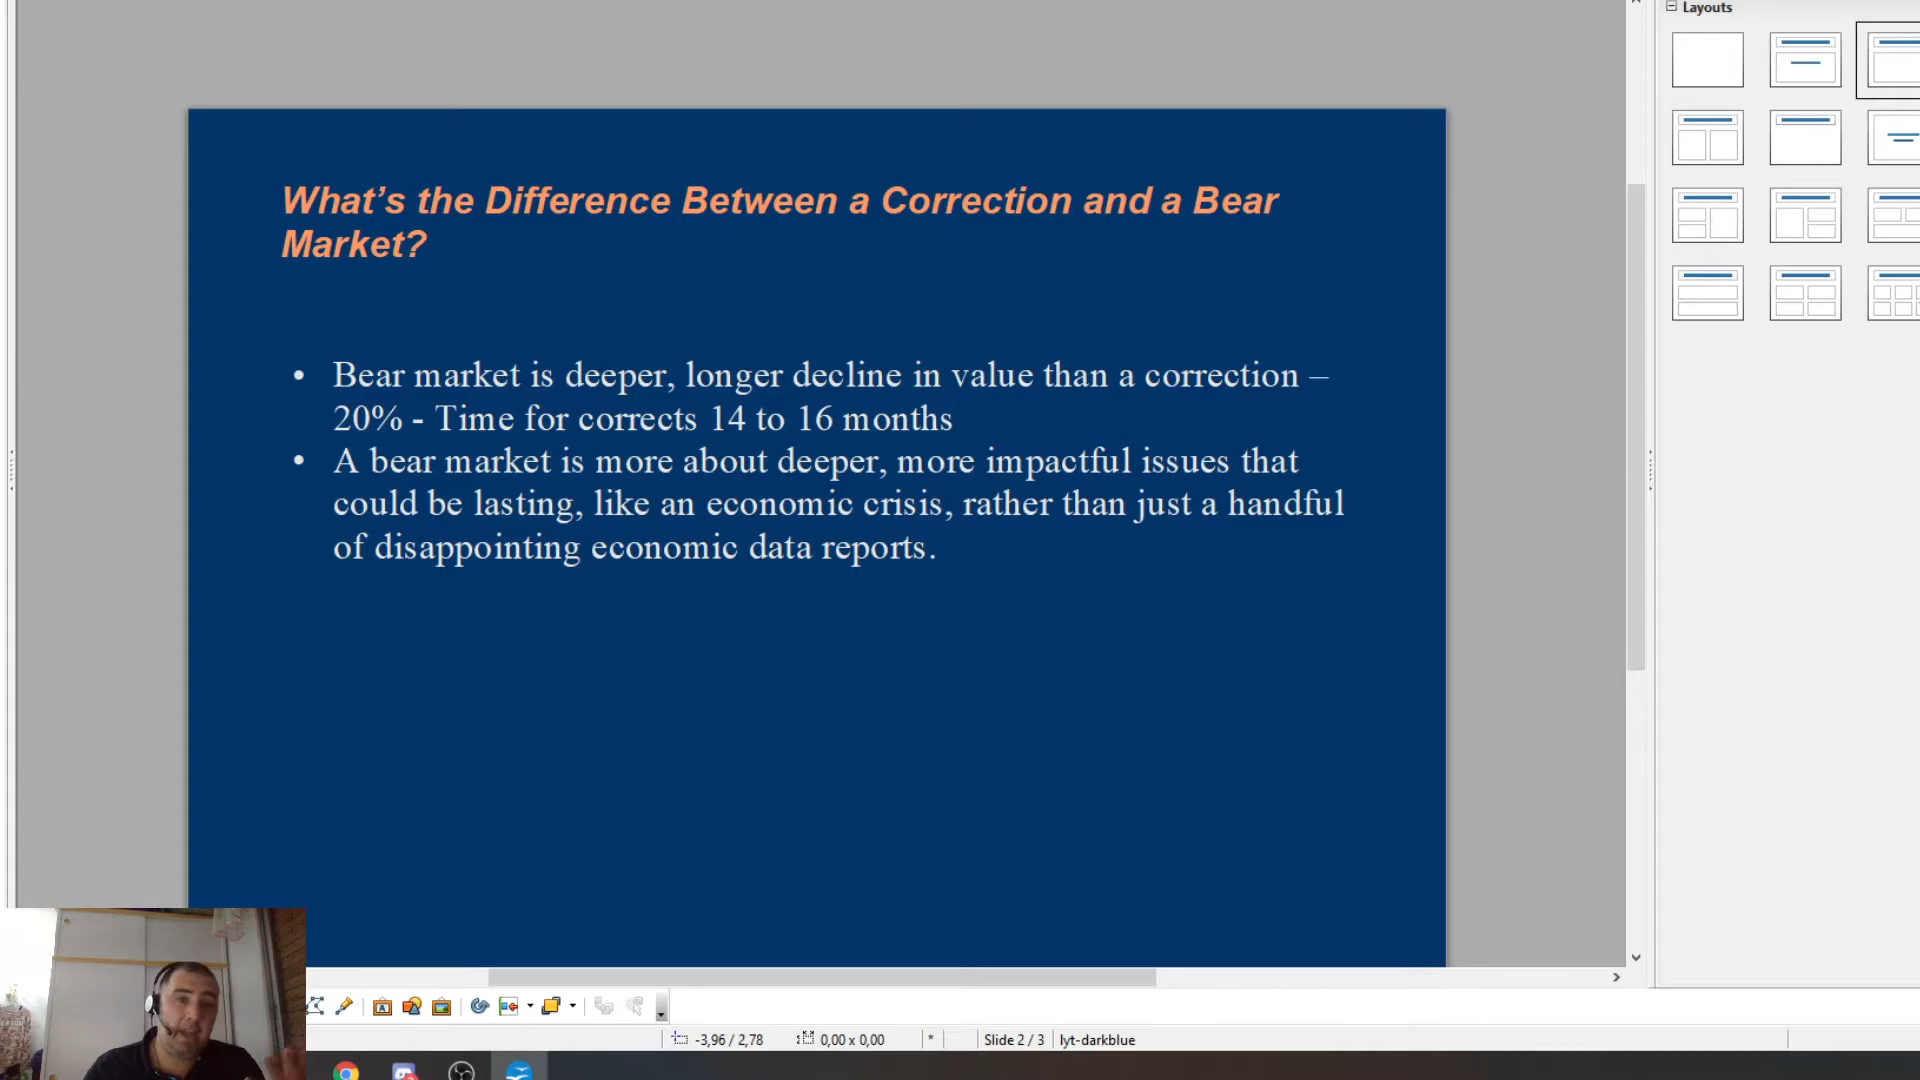 Layouts
What’s the Difference Between a Correction and a Bear
Market?
• Bear market is deeper, longer decline in value than a correction –
20% - Time for corrects 14 to 16 months
• A bear market is more about deeper, more impactful issues that
could be lasting, like an economic crisis, rather than just a handful
of disappointing economic data reports.
-3,96 / 2,78
0,00 x 0,00
*
Slide 2 / 3
lyt-darkblue